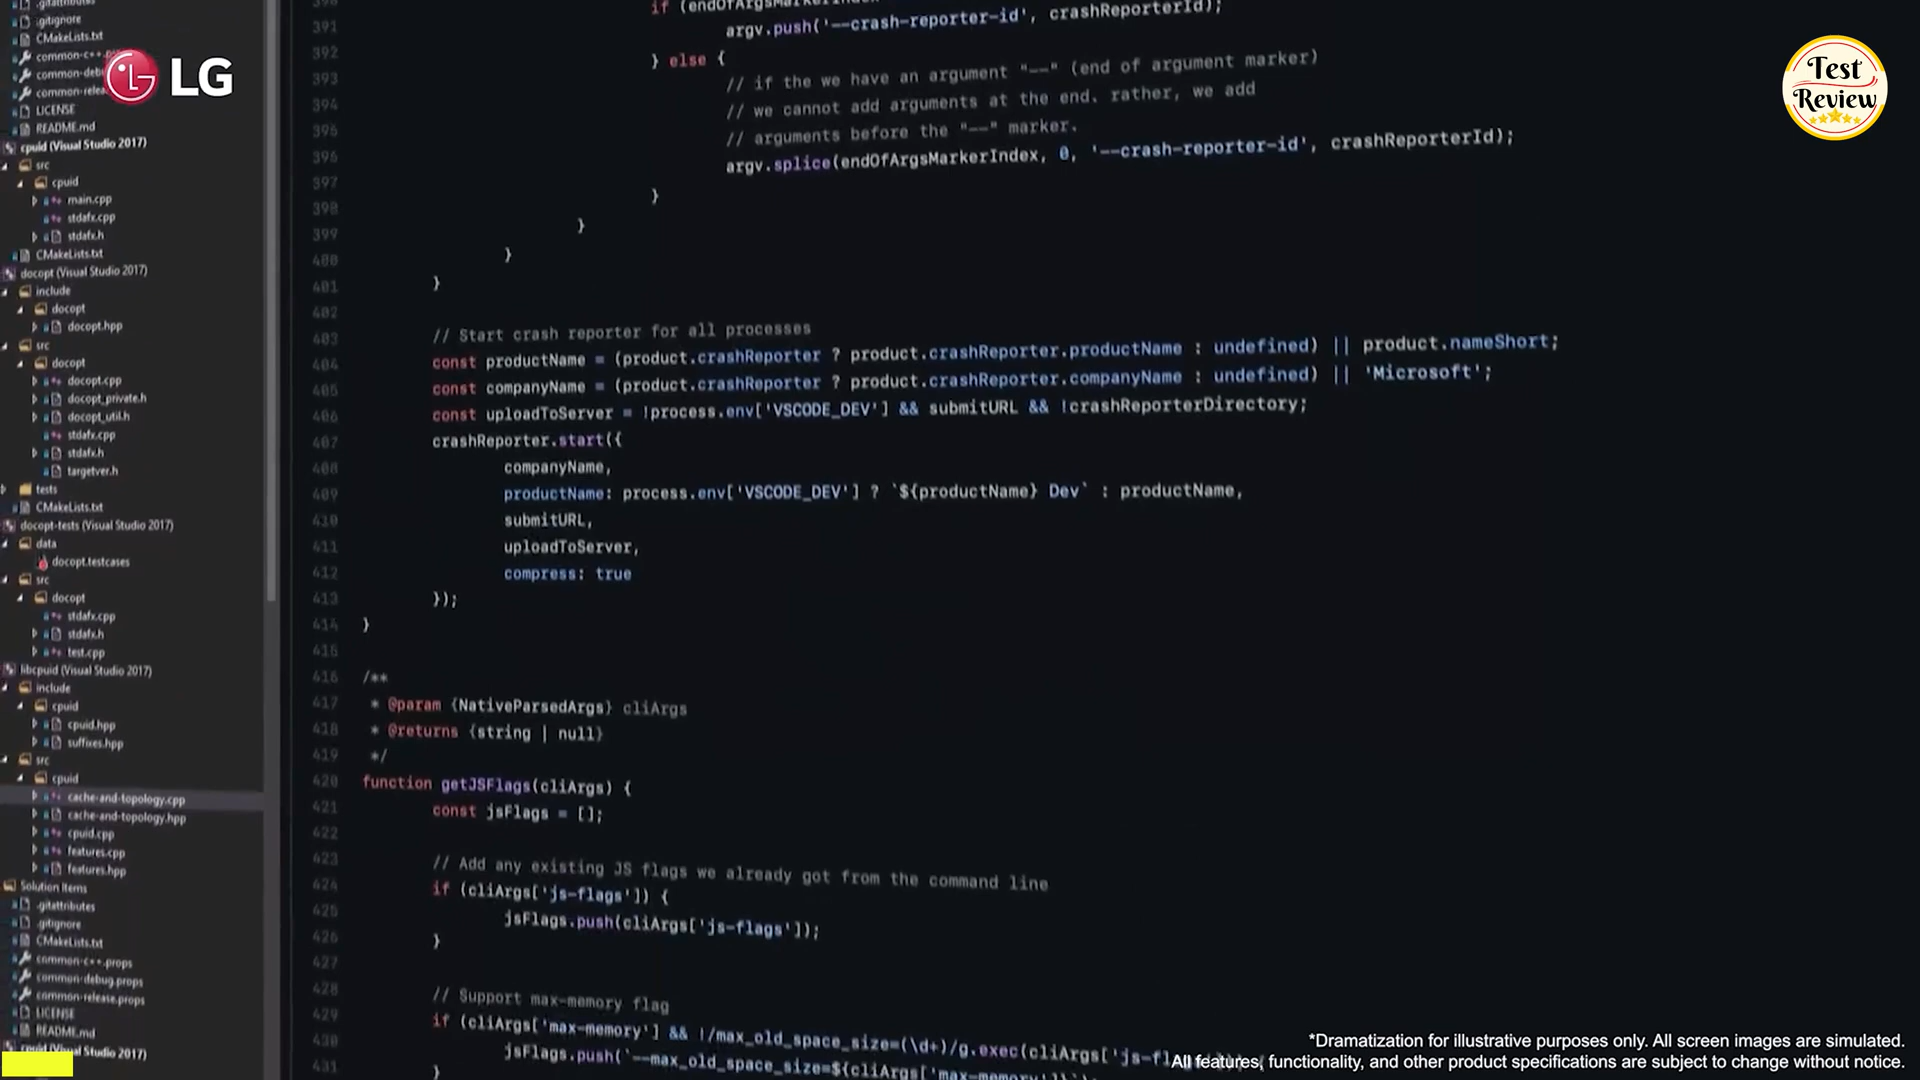 .gitattributes
.gitignore
CMakeLists.txt
LICENSE
README.md
cpuid (Visual Studio 2017)
src
cpuid
main.cpp
stdafx.cpp
stdafx.h
CMakeLists.txt
docopt (Visual Studio 2017)
include
docopt
docopt.hpp
src
docopt
docopt.cpp
docopt_private.h
docopt_util.h
stdafx.cpp
stdafx.h
targetver.h
tests
CMakeLists.txt
docopt-tests (Visual Studio 2017)
data
docopt.testcases
src
docopt
stdafx.cpp
stdafx.h
test.cpp
libcpuid (Visual Studio 2017)
include
cpuid
cpuid.hpp
suffixes.hpp
src
cpuid
cache-and-topology.cpp
cache-and-topology.hpp
cpuid.cpp
features.cpp
features.hpp
Solution Items
.gitattributes
.gitignore
CMakeLists.txt
common-c++.props
common-debug.props
common-release.props
LICENSE
README.md
cpuid (Visual Studio 2017)
LG
Test
Review
390 if (endOfArgsMarkerIndex
391 argv.push('--crash-reporter-id', crashReporterId);
392 } else {
393 // if the we have an argument "--" (end of argument marker)
394 // we cannot add arguments at the end. rather, we add
395 // arguments before the "--" marker.
396 argv.splice(endOfArgsMarkerIndex, 0, '--crash-reporter-id', crashReporterId);
397 }
398 }
399 }
400 }
401
402
403 // Start crash reporter for all processes
404 const productName = (product.crashReporter ? product.crashReporter.productName : undefined) || product.nameShort;
405 const companyName = (product.crashReporter ? product.crashReporter.companyName : undefined) || 'Microsoft';
406 const uploadToServer = !process.env['VSCODE_DEV'] && submitURL && !crashReporterDirectory;
407 crashReporter.start({
408 companyName,
409 productName: process.env['VSCODE_DEV'] ? `${productName} Dev` : productName,
410 submitURL,
411 uploadToServer,
412 compress: true
413 });
414 }
415
416 /**
417 * @param {NativeParsedArgs} cliArgs
418 * @returns {string | null}
419 */
420 function getJSFlags(cliArgs) {
421 const jsFlags = [];
422
423 // Add any existing JS flags we already got from the command line
424 if (cliArgs['js-flags']) {
425 jsFlags.push(cliArgs['js-flags']);
426 }
427
428 // Support max-memory flag
429 if (cliArgs['max-memory'] && !/max_old_space_size=(\d+)/g.exec(cliArgs['js-fl
430 jsFlags.push(`--max_old_space_size=${cliArgs['max-memory']}`);
431 }
*Dramatization for illustrative purposes only. All screen images are simulated.
All features, functionality, and other product specifications are subject to change without notice.